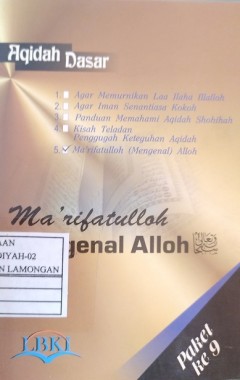 Aqidah Dasar
1. Agar Memurnikan Laa Ilaha Illalloh
2. Agar Iman Senantiasa Kokoh
3. Panduan Memahami Aqidah Shohihah
4. Kisah Teladan
Penggugah Keteguhan Aqidah
5. Ma'rifatulloh (Mengenal) Alloh
Ma'rifatulloh
genal Alloh
AAN
DIYAH-02
N LAMONGAN
LBKI
Paket
ke 9